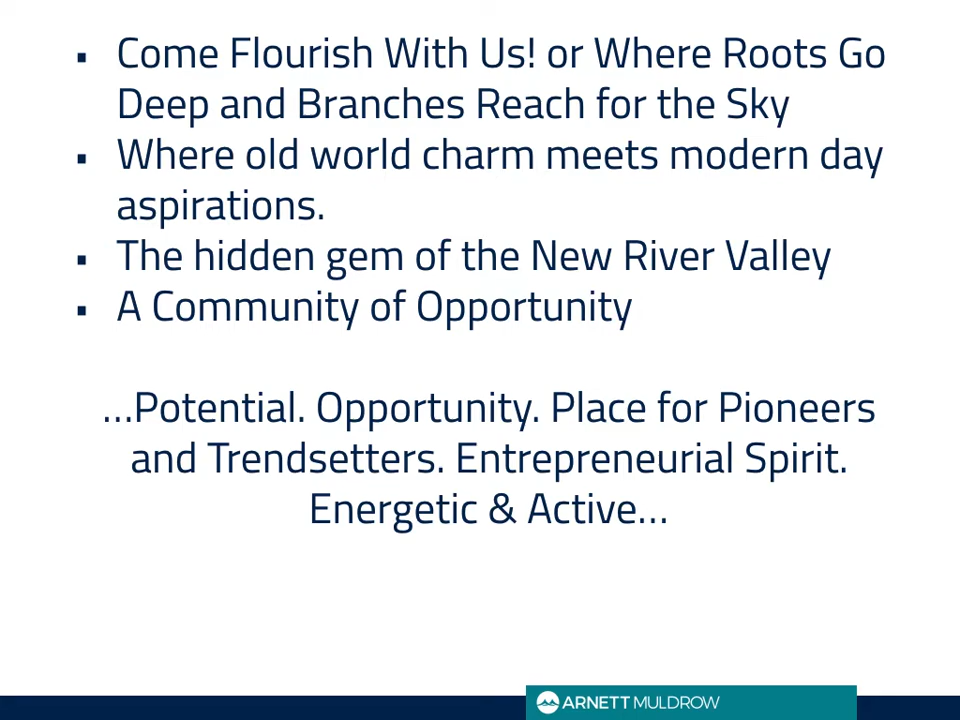 ▪ Come Flourish With Us! or Where Roots Go
Deep and Branches Reach for the Sky
▪ Where old world charm meets modern day
aspirations.
▪ The hidden gem of the New River Valley
▪ A Community of Opportunity
...Potential. Opportunity. Place for Pioneers
and Trendsetters. Entrepreneurial Spirit.
Energetic & Active...
ARNETT MULDROW